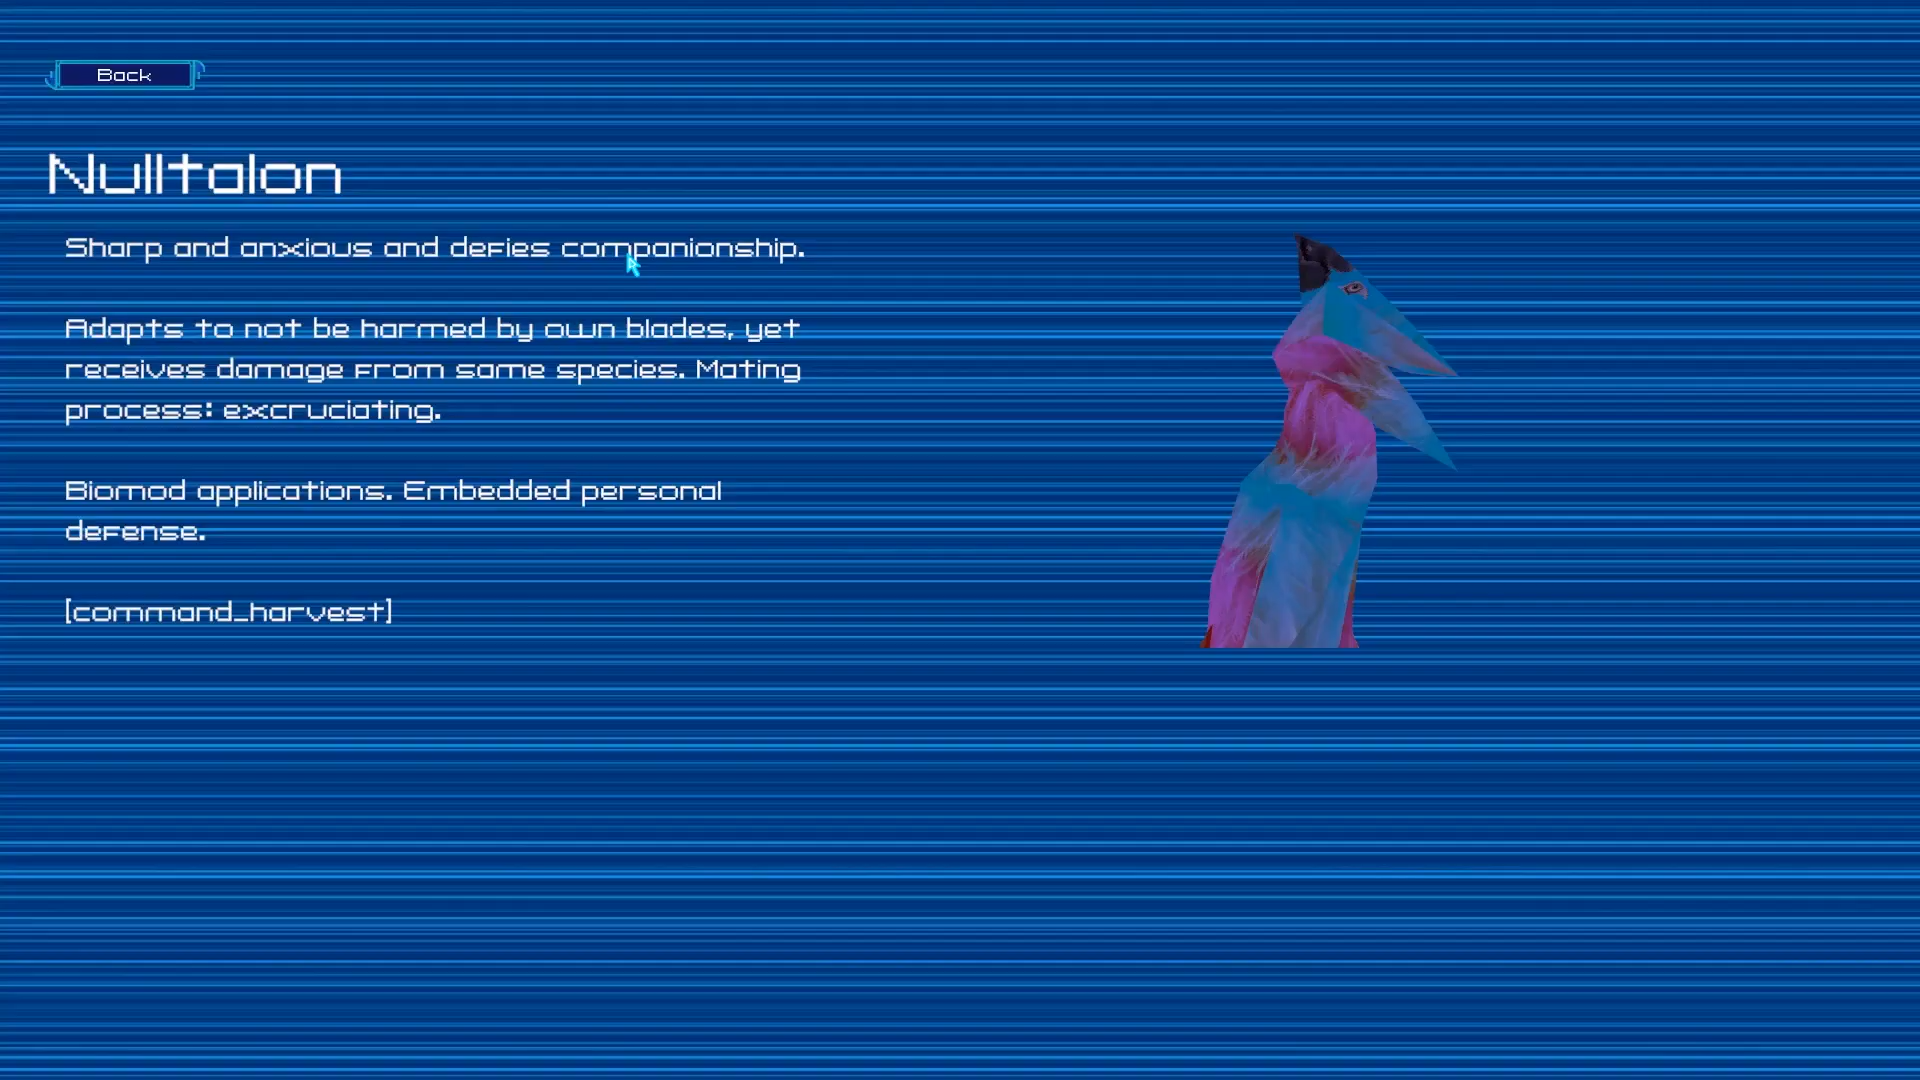 Back
Nulltalon
Sharp and anxious and defies companionship.
Adapts to not be harmed by own blades, yet
receives damage from same species. Mating
process: excruciating.
Biomod applications. Embedded personal
defense.
[command_harvest]